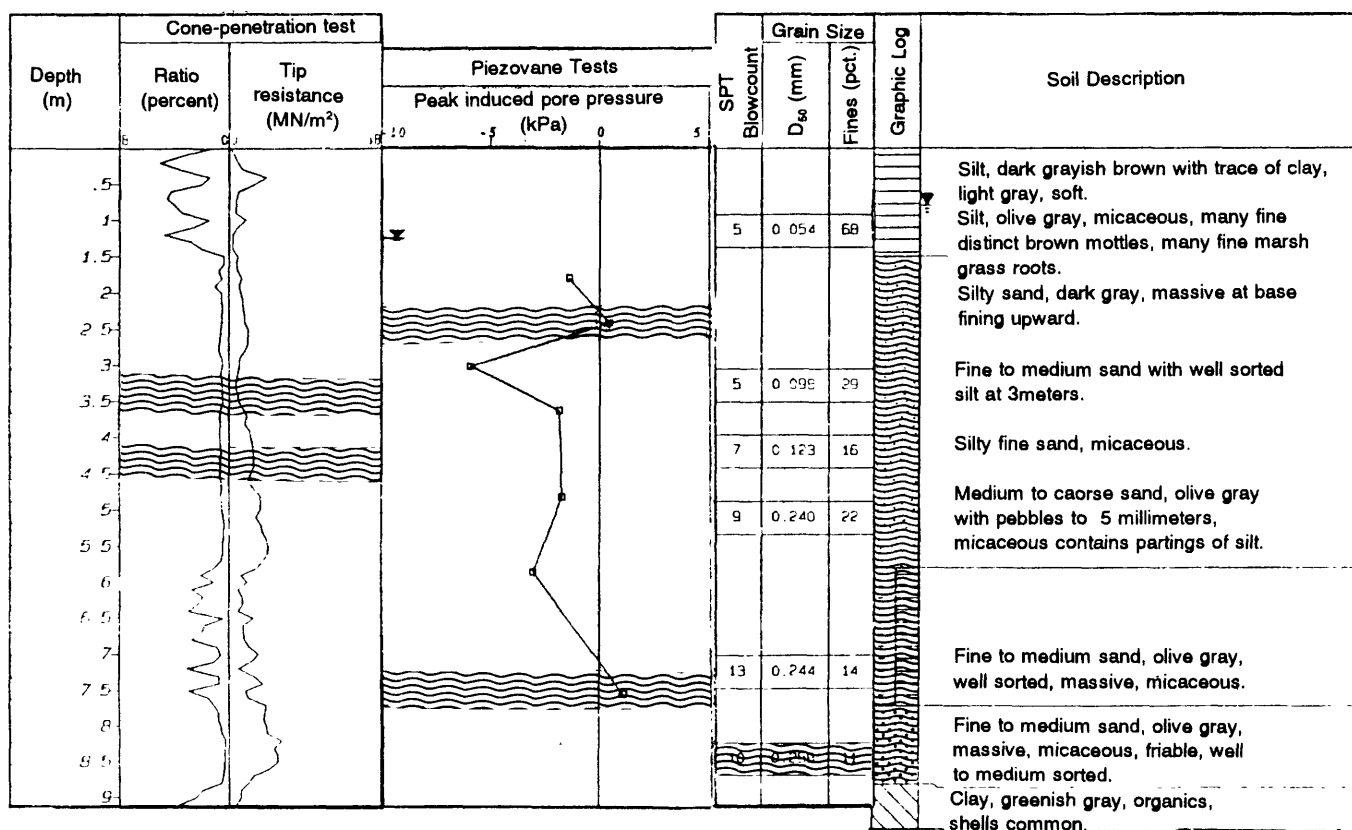 Cone-penetration test
Depth
(m)
Ratio
(percent)
Tip
resistance
(MN/m²)
Piezovane Tests
Peak induced pore pressure
(kPa)
-10
-5
0
5
SPT
Blowcount
Grain Size
D50 (mm)
Fines (pct.)
Graphic Log
Soil Description
.5
1
1.5
2
2.5
3
3.5
4
4.5
5
5.5
6
6.5
7
7.5
8
8.5
9
5 0.054 68
5 29
7 0.123 16
9 0.240 22
13 0.244 14
Silt, dark grayish brown with trace of clay,
light gray, soft.
Silt, olive gray, micaceous, many fine
distinct brown mottles, many fine marsh
grass roots.
Silty sand, dark gray, massive at base
fining upward.
Fine to medium sand with well sorted
silt at 3meters.
Silty fine sand, micaceous.
Medium to caorse sand, olive gray
with pebbles to 5 millimeters,
micaceous contains partings of silt.
Fine to medium sand, olive gray,
well sorted, massive, micaceous.
Fine to medium sand, olive gray,
massive, micaceous, friable, well
to medium sorted.
Clay, greenish gray, organics,
shells common.